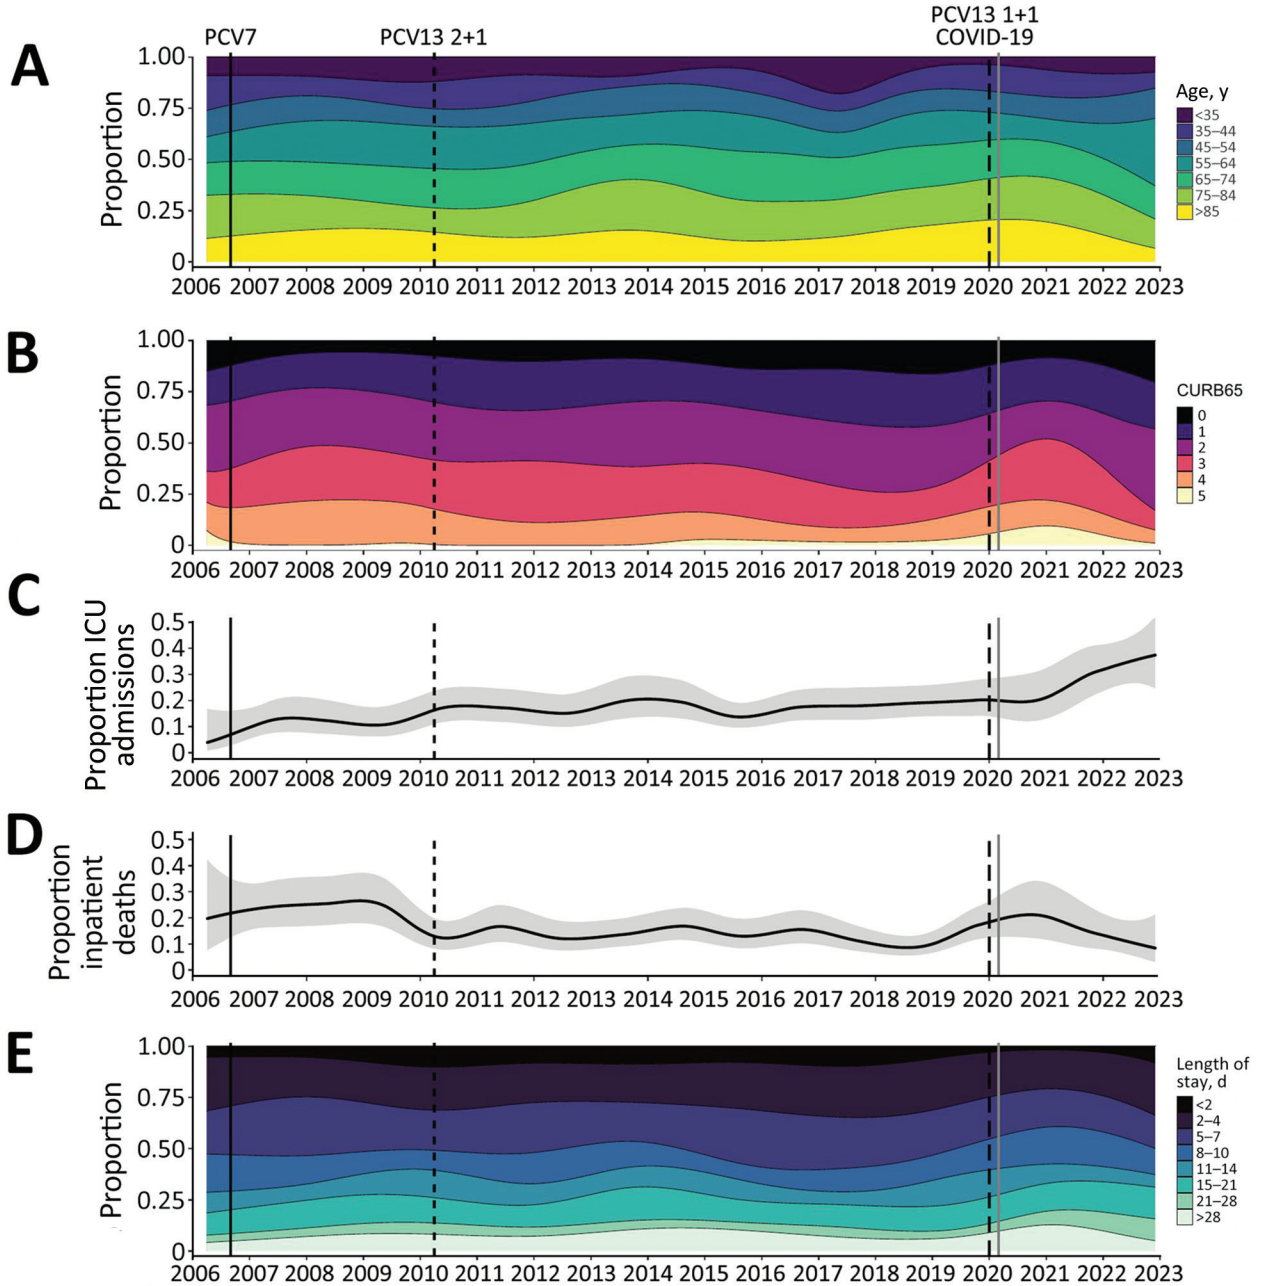 PCV13 1+1
PCV7 PCV13 2+1 COVID-19
A
Proportion
1.00
0.75
0.50
0.25
0
2006 2007 2008 2009 2010 2011 2012 2013 2014 2015 2016 2017 2018 2019 2020 2021 2022 2023
Age, y
<35
35–44
45–54
55–64
65–74
75–84
>85
B
Proportion
1.00
0.75
0.50
0.25
0
2006 2007 2008 2009 2010 2011 2012 2013 2014 2015 2016 2017 2018 2019 2020 2021 2022 2023
CURB65
0
1
2
3
4
5
C
Proportion ICU
admissions
0.5
0.4
0.3
0.2
0.1
0
2006 2007 2008 2009 2010 2011 2012 2013 2014 2015 2016 2017 2018 2019 2020 2021 2022 2023
D
Proportion
inpatient
deaths
0.5
0.4
0.3
0.2
0.1
0
2006 2007 2008 2009 2010 2011 2012 2013 2014 2015 2016 2017 2018 2019 2020 2021 2022 2023
E
Proportion
1.00
0.75
0.50
0.25
0
2006 2007 2008 2009 2010 2011 2012 2013 2014 2015 2016 2017 2018 2019 2020 2021 2022 2023
Length of
stay, d
<2
2–4
5–7
8–10
11–14
15–21
21–28
>28